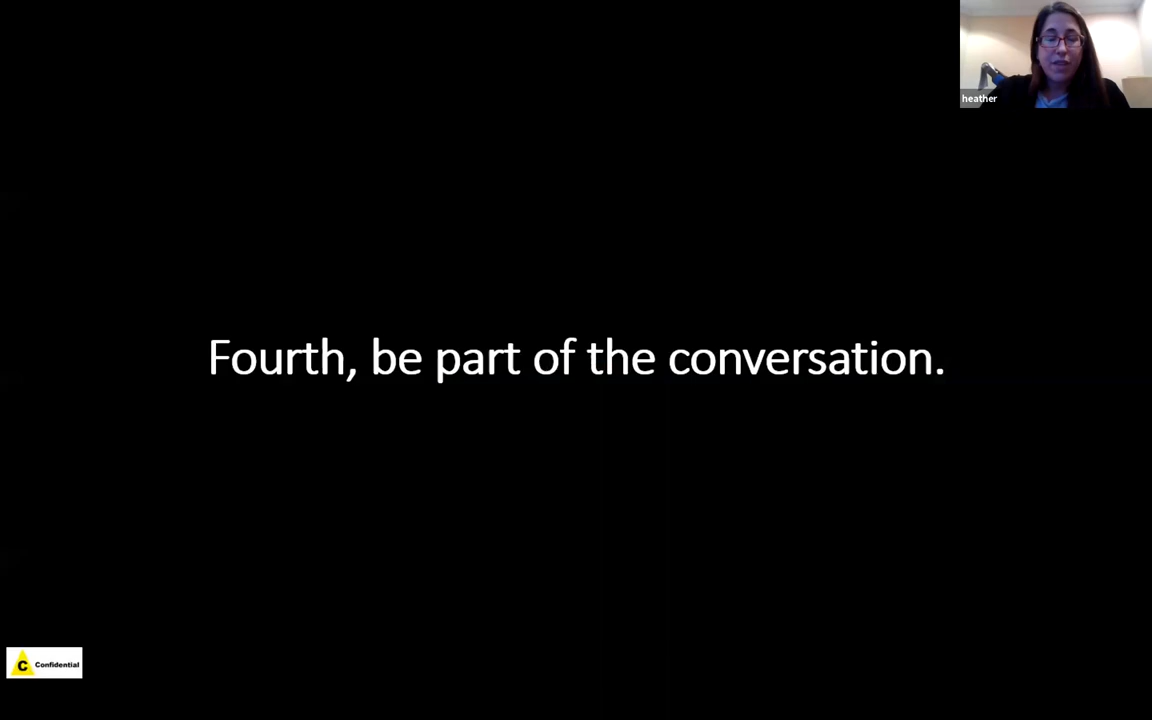 heather
Fourth, be part of the conversation.
C Confidential